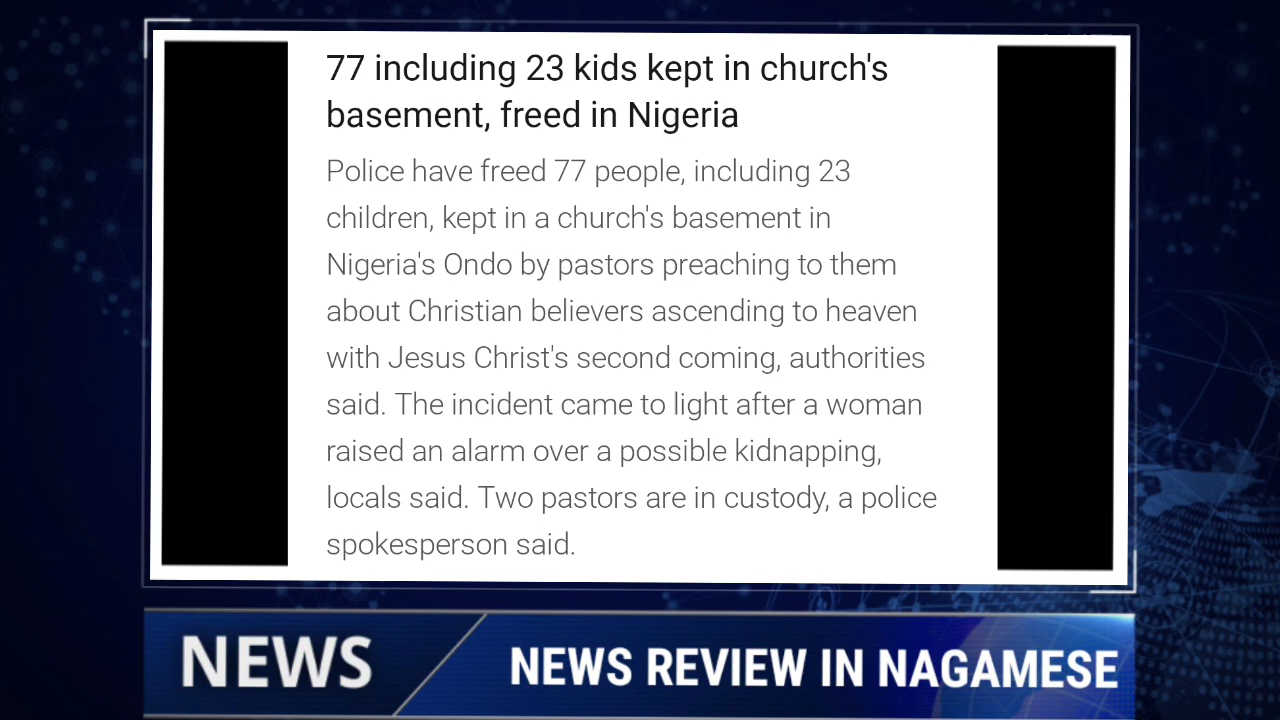 77 including 23 kids kept in church's
basement, freed in Nigeria
Police have freed 77 people, including 23
children, kept in a church's basement in
Nigeria's Ondo by pastors preaching to them
about Christian believers ascending to heaven
with Jesus Christ's second coming, authorities
said. The incident came to light after a woman
raised an alarm over a possible kidnapping,
locals said. Two pastors are in custody, a police
spokesperson said.
NEWS
NEWS REVIEW IN NAGAMESE